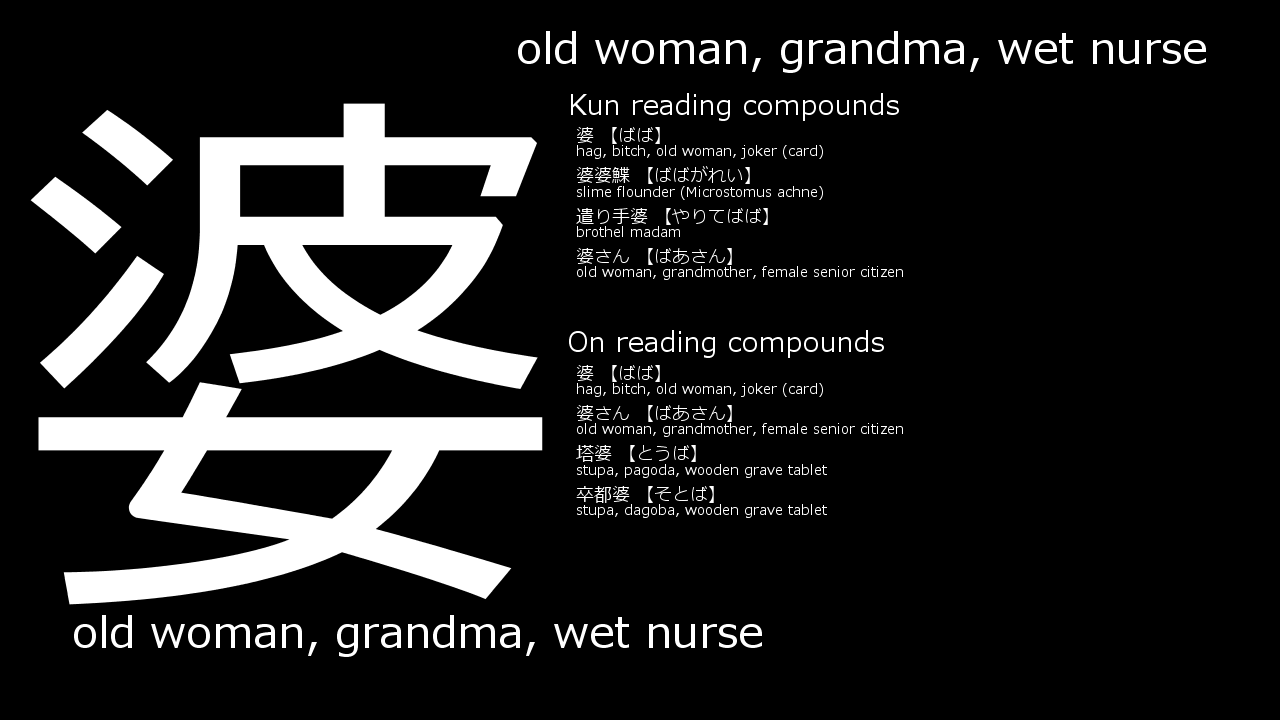 old woman, grandma, wet nurse
婆
Kun reading compounds
婆 【ばば】
hag, bitch, old woman, joker (card)
婆婆鰈 【ばばがれい】
slime flounder (Microstomus achne)
遣り手婆 【やりてばば】
brothel madam
婆さん 【ばあさん】
old woman, grandmother, female senior citizen
On reading compounds
婆 【ばば】
hag, bitch, old woman, joker (card)
婆さん 【ばあさん】
old woman, grandmother, female senior citizen
塔婆 【とうば】
stupa, pagoda, wooden grave tablet
卒都婆 【そとば】
stupa, dagoba, wooden grave tablet
old woman, grandma, wet nurse